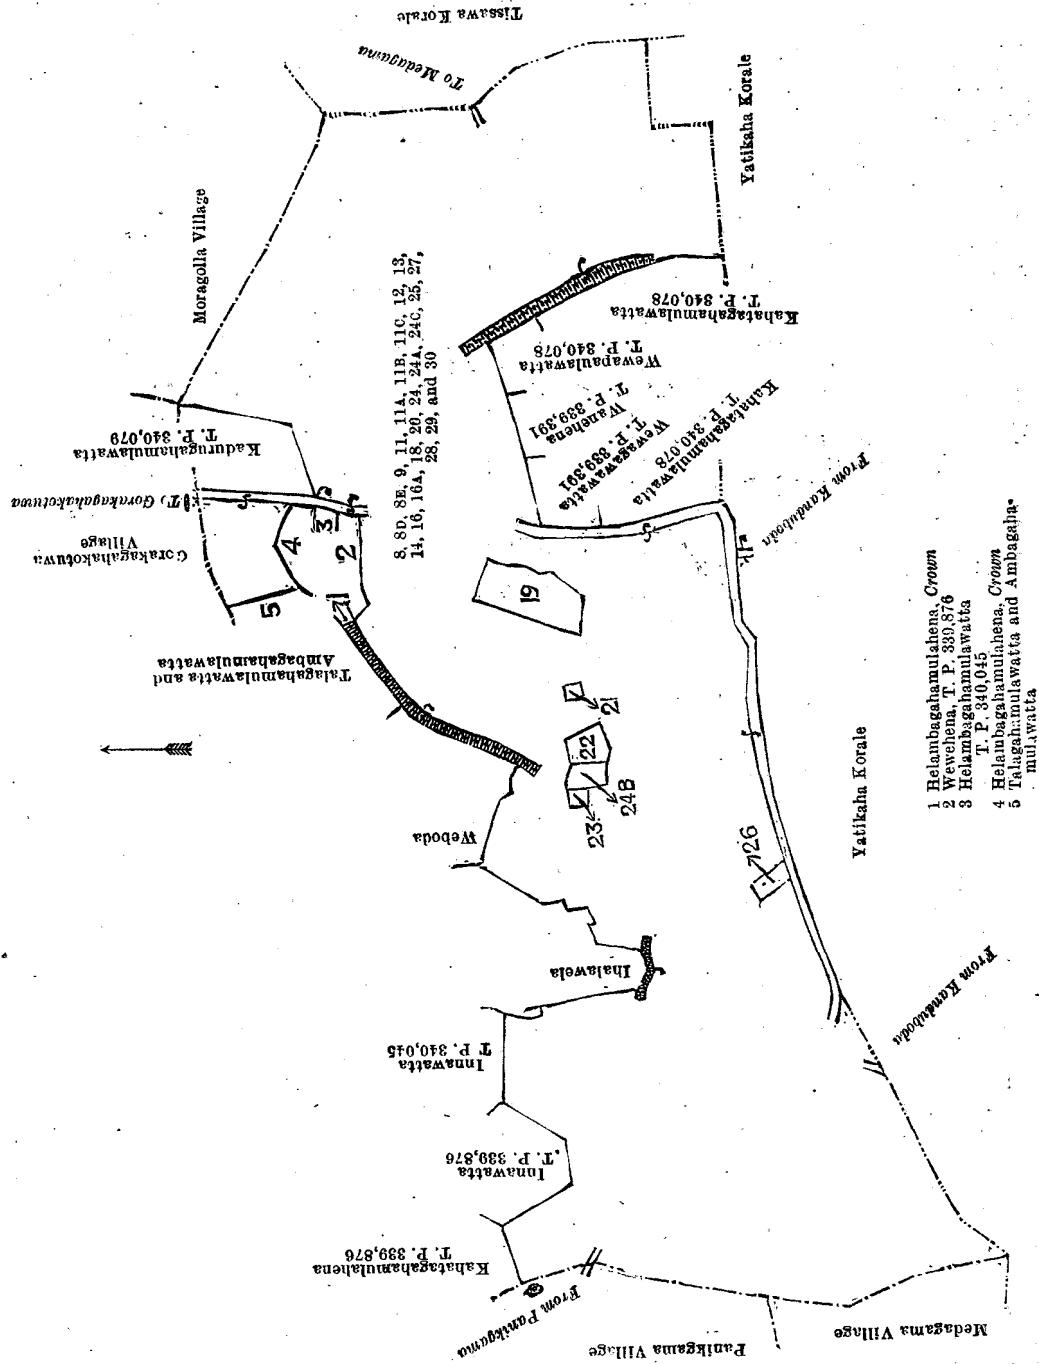 Tissawa Korale
To Medagama
Moragolla Village
Yatikaha Korale
Kadurugahamulawatta
T. P. 340,079
To Gorakagahakotuwa
Gorakagahakotuwa
Village
8, 8D, 8E, 9, 11, 11A, 11B, 11C, 12, 13,
14, 16, 16A, 18, 20, 24, 24A, 24C, 25, 27,
28, 29, and 30
Kahatagahamulawatta
T. P. 340,078
Wewapaulawatta
T. P. 340,078
Wanehena
T. P. 339,391
Wewagawawatta
T. P. 339,391
Kahatagahamulawatta
T. P. 340,078
From Kanduboda
Talagahamulawatta and
Ambagahamulawatta
1
2
3
4
5
19
21
22
23
24B
26
Weboda
Ihalawela
Innawatta
T P. 340,045
Innawatta
T. P. 339,876
Kahatagahamulahena
T. P. 339,876
From Panikgama
Panikgama Village
Medagama Village
Yatikaha Korale
From Kanduboda
1 Helambagahamulahena, Crown
2 Wewehena, T. P. 339,876
3 Helambagahamulawatta
T. P. 340,045
4 Helambagahamulahena, Crown
5 Talagahamulawatta and Ambagaha-
mulawatta